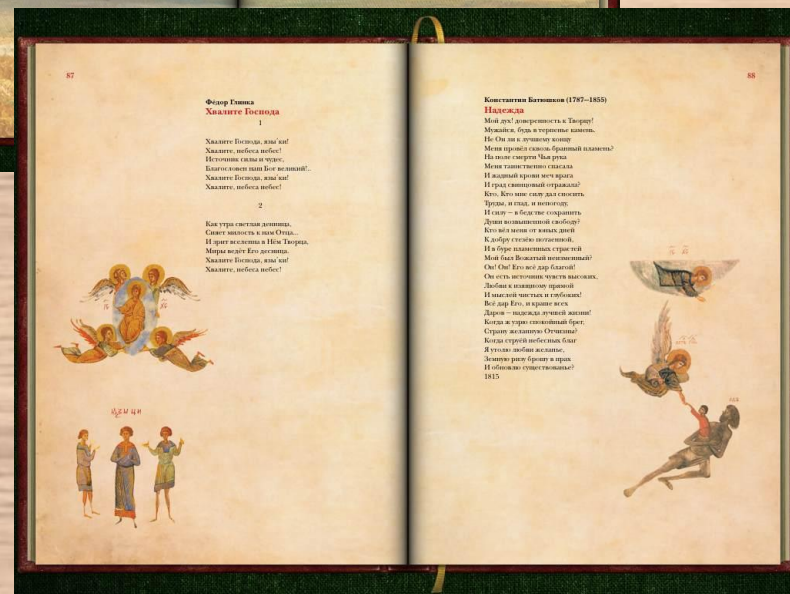 87
Фёдор Глинка
Хвалите Господа
1
Хвалите Господа, язы́ки!
Хвалите, небеса небес!
Источник силы и чудес,
Благословен наш Бог великий!..
Хвалите Господа, язы́ки!
Хвалите, небеса небес!
2
Как утра светлая денница,
Сияет милость к нам Отца...
И зрит вселенна в Нём Творца,
Миры ведёт Его десница.
Хвалите Господа, язы́ки!
Хвалите, небеса небес!
88
Константин Батюшков (1787–1855)
Надежда
Мой дух! доверенность к Творцу!
Мужайся, будь в терпенье камень.
Не Он ли к лучшему концу
Меня провёл сквозь бранный пламень?
На поле смерти Чья рука
Меня таинственно спасала
И жадный крови меч врага
И град свинцовый отражала?
Кто, Кто мне силу дал сносить
Труды, и глад, и непогоду,
И силу – в бедстве сохранить
Души возвышенной свободу?
Кто вёл меня от юных дней
К добру стезёю потаенной,
И в буре пламенных страстей
Мой был Вожатый неизменный?
Он! Он! Его всё дар благой!
Он есть источник чувств высоких,
Любви к изящному прямой
И мыслей чистых и глубоких!
Всё дар Его, и краше всех
Даров – надежда лучшей жизни!
Когда ж узрю спокойный брег,
Страну желанную Отчизны?
Когда струёй небесных благ
Я утолю любви желанье,
Земную ризу брошу в прах
И обновлю существованье?
1815